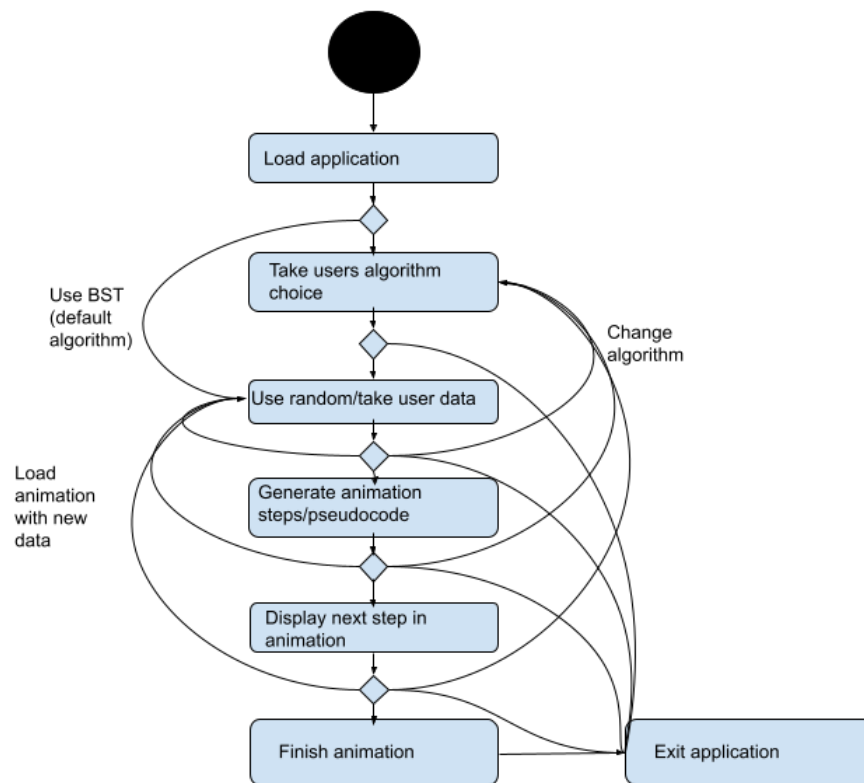 Load application
Take users algorithm
choice
Use BST
(default
algorithm)
Change
algorithm
Use random/take user data
Load
animation
with new
data
Generate animation
steps/pseudocode
Display next step in
animation
Finish animation
Exit application